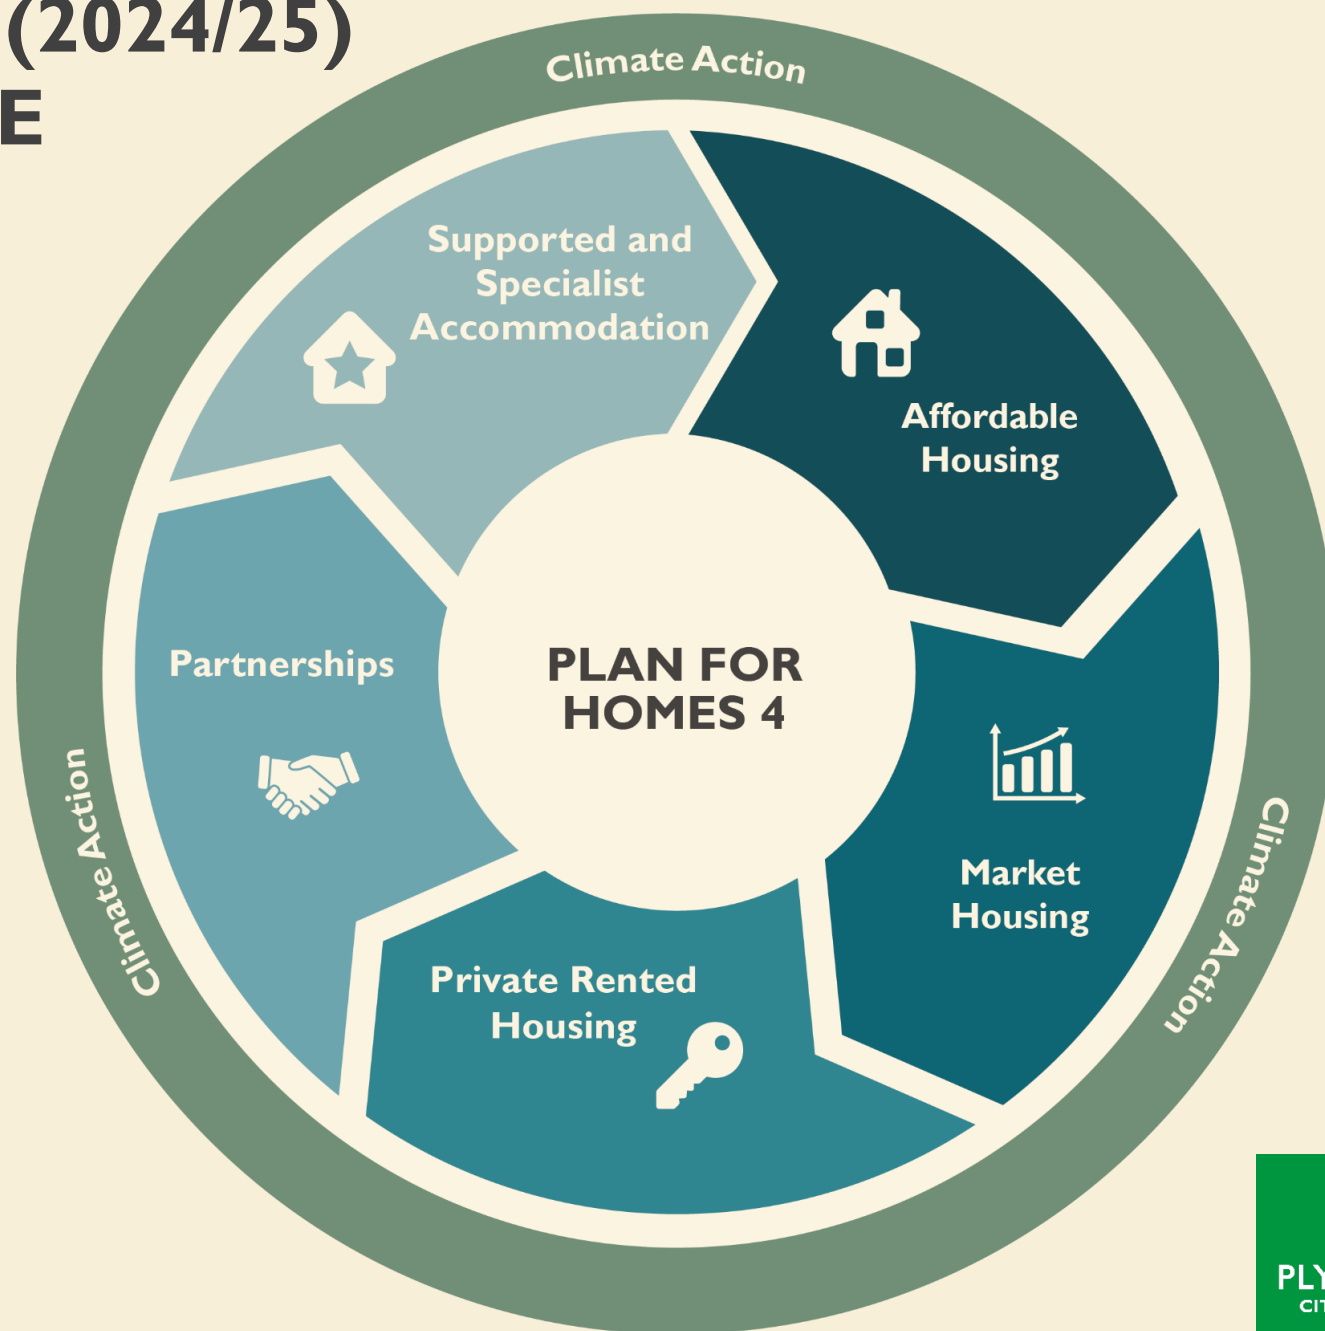 (2024/25)
E
Climate Action
Supported and
Specialist
Accommodation
Affordable
Housing
Partnerships
PLAN FOR
HOMES 4
Market
Housing
Private Rented
Housing
Climate Action
Climate Action
PLY
CIT